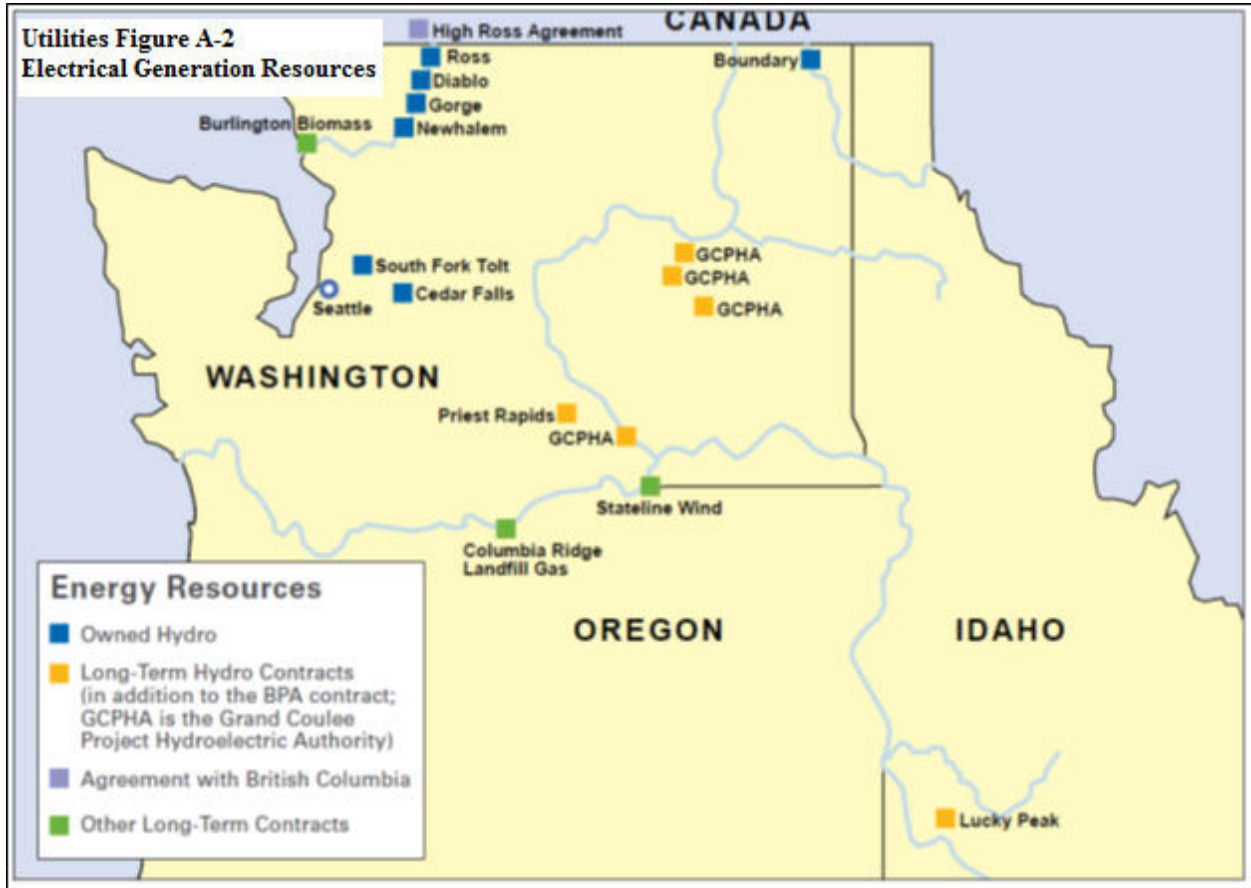 Utilities Figure A-2
Electrical Generation Resources
CANADA
High Ross Agreement
Ross
Boundary
Diablo
Gorge
Burlington Biomass
Newhalem
GCPHA
South Fork Tolt
GCPHA
Cedar Falls
Seattle
GCPHA
WASHINGTON
Priest Rapids
GCPHA
Stateline Wind
Columbia Ridge
Landfill Gas
OREGON
IDAHO
Lucky Peak
Energy Resources
Owned Hydro
Long-Term Hydro Contracts
(in addition to the BPA contract;
GCPHA is the Grand Coulee
Project Hydroelectric Authority)
Agreement with British Columbia
Other Long-Term Contracts